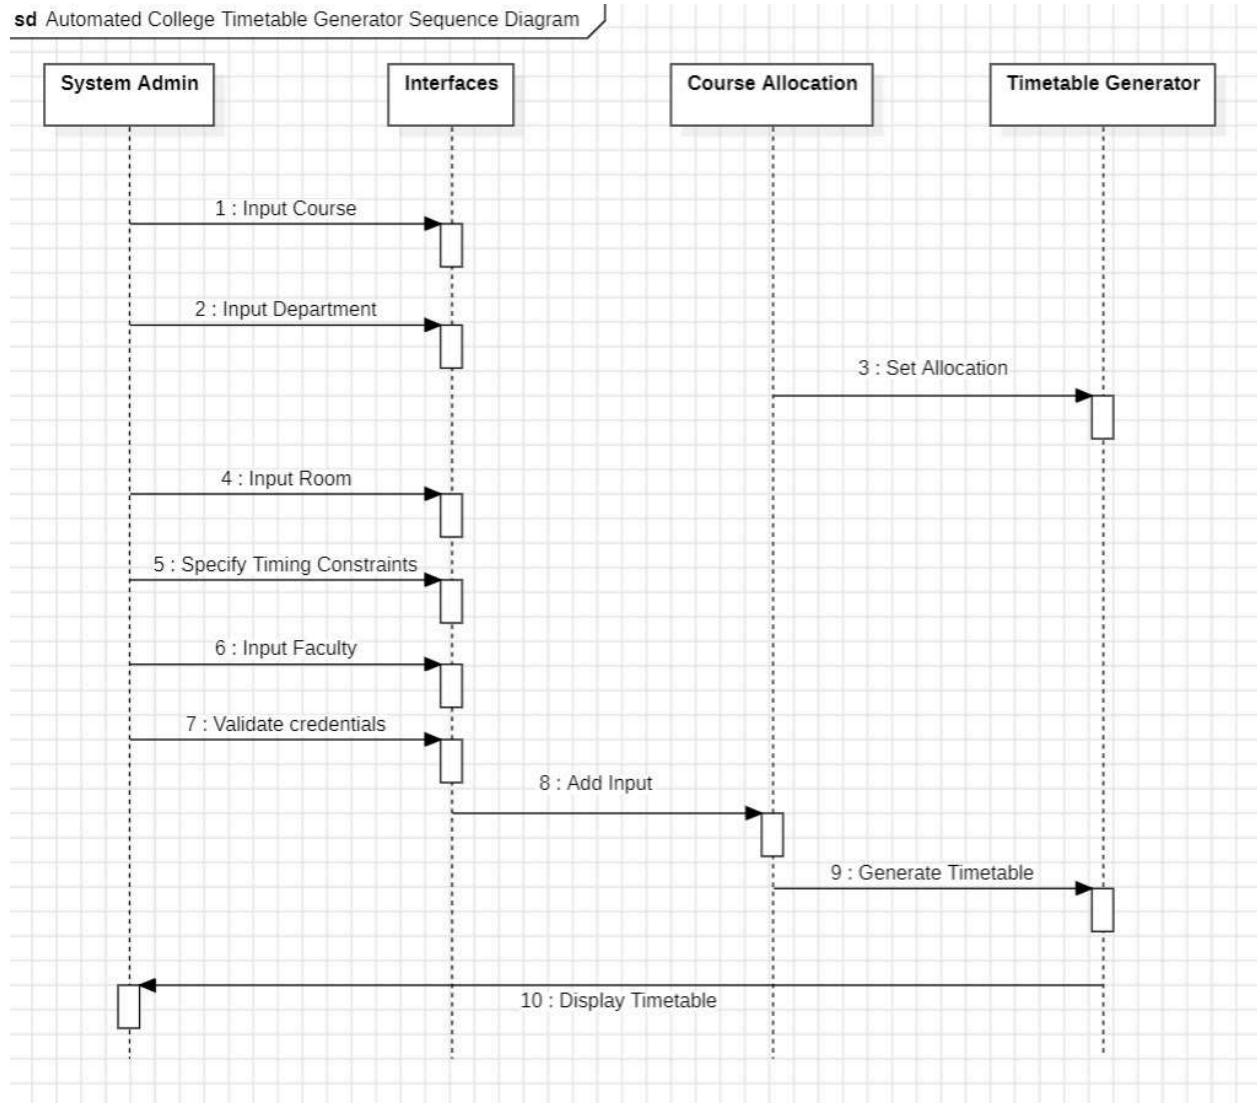 sd Automated College Timetable Generator Sequence Diagram
System Admin
Interfaces
Course Allocation
Timetable Generator
1 : Input Course
2 : Input Department
3 : Set Allocation
4 : Input Room
5 : Specify Timing Constraints
6 : Input Faculty
7 : Validate credentials
8 : Add Input
9 : Generate Timetable
10 : Display Timetable